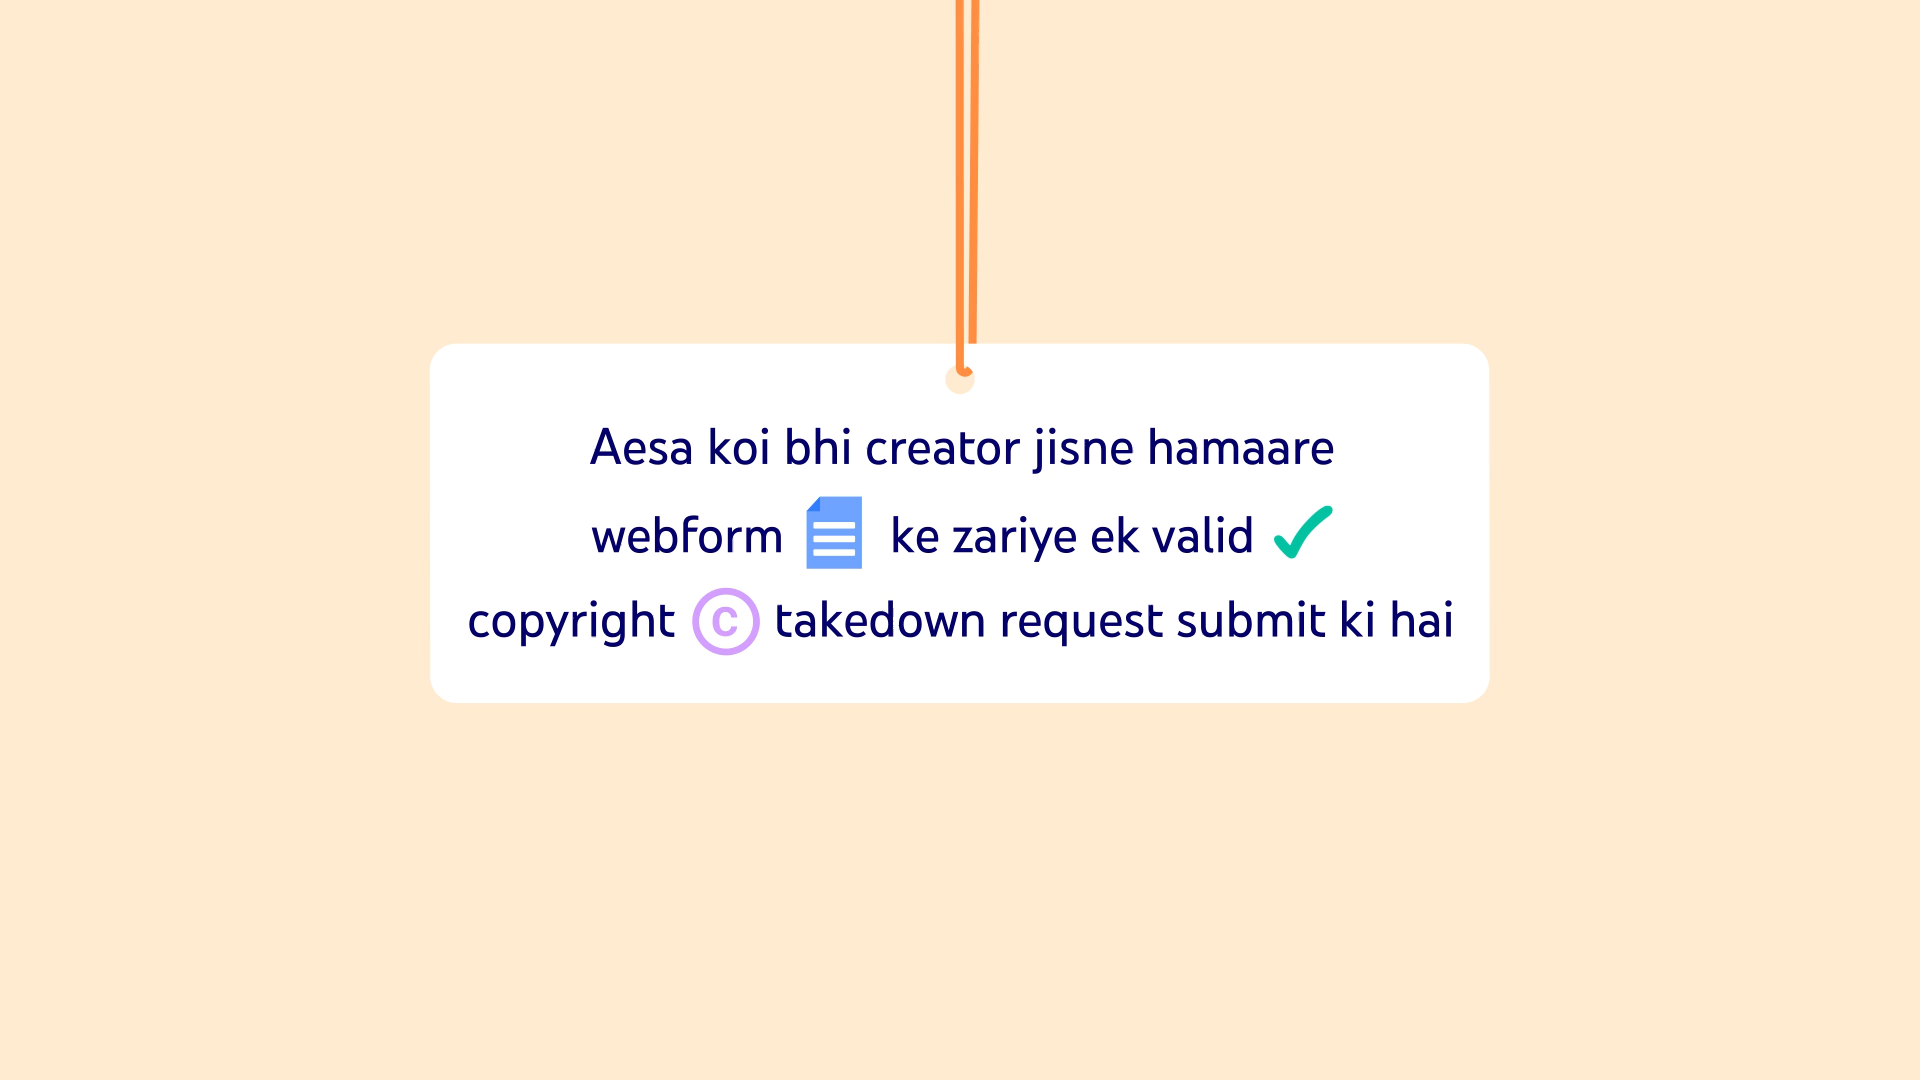 Aesa koi bhi creator jisne hamaare
webform ke zariye ek valid
copyright © takedown request submit ki hai